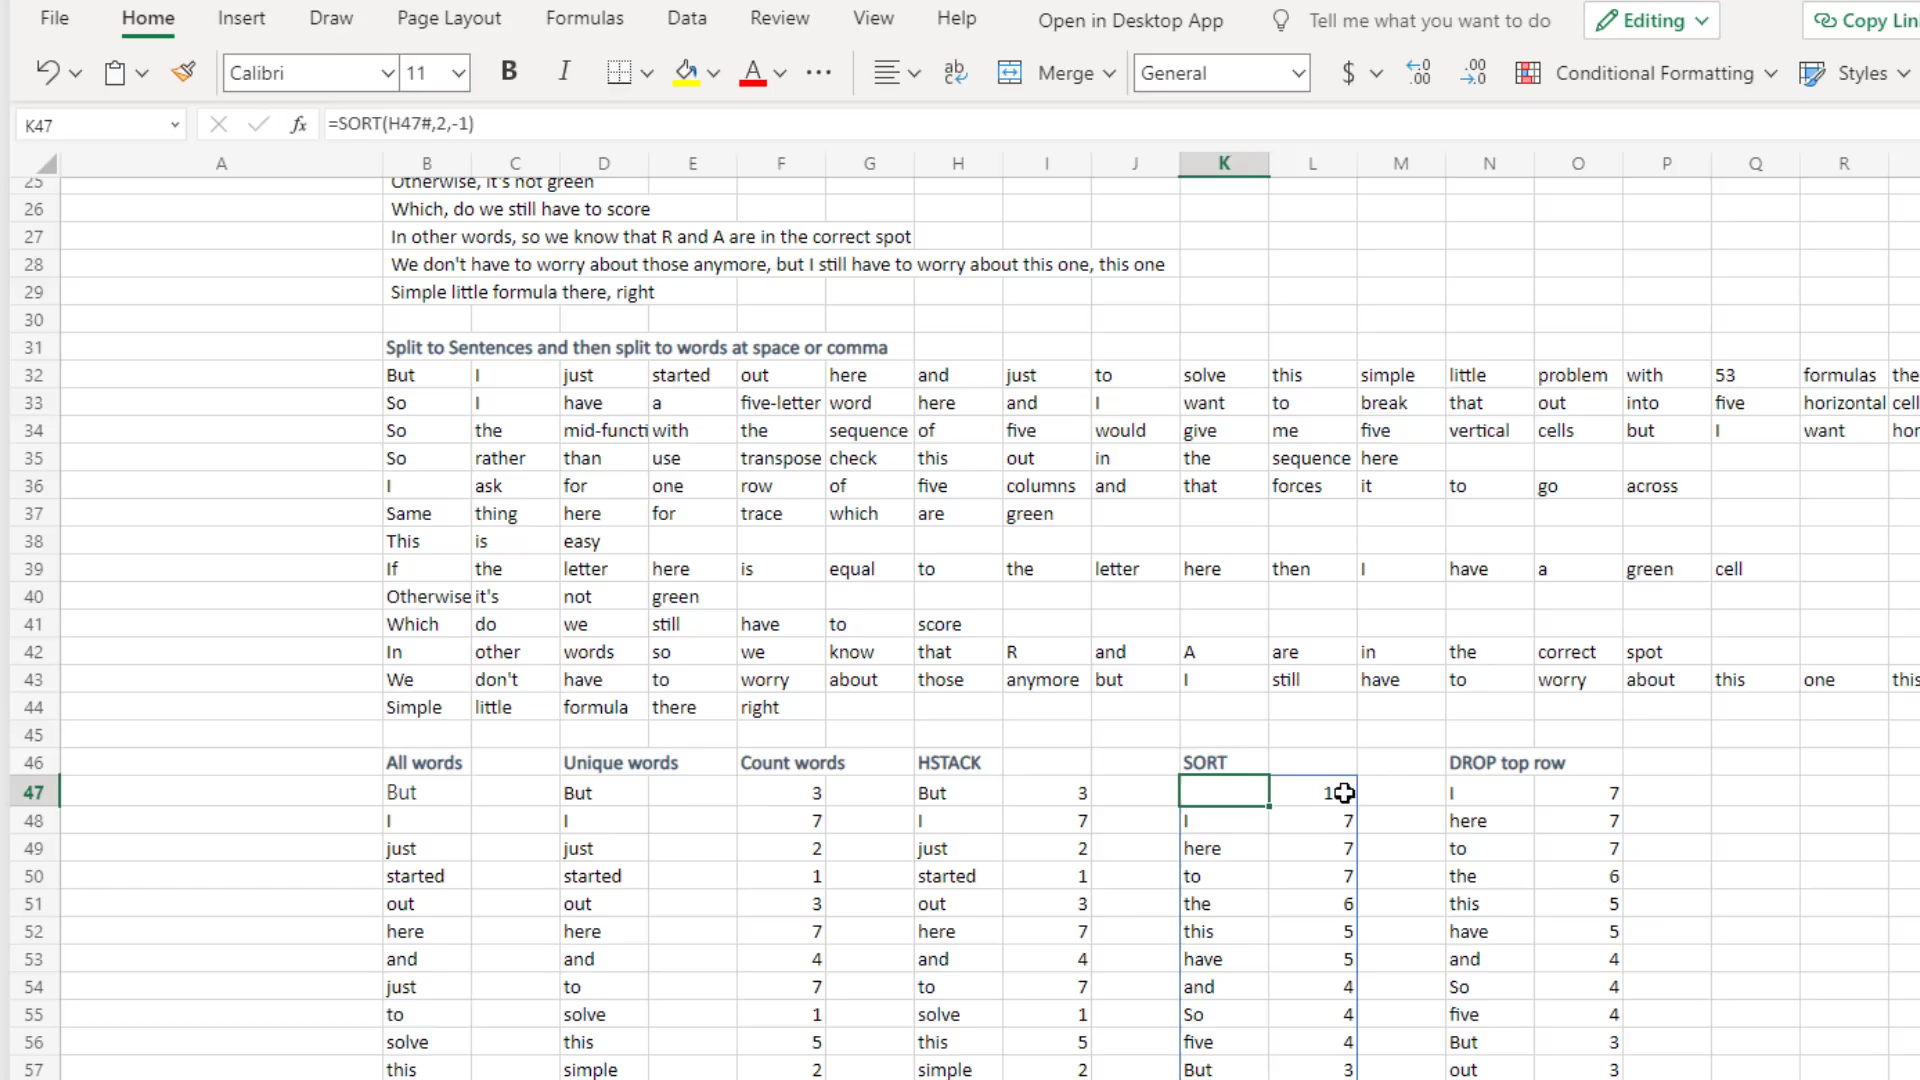 File Home Insert Draw Page Layout Formulas Data Review View Help Open in Desktop App Tell me what you want to do Editing Copy Lin
Calibri 11 B I A ab Merge General $ .00 .00 Conditional Formatting Styles
K47 fx =SORT(H47#,2,-1)
A B C D E F G H I J K L M N O P Q R
25 Otherwise, it's not green
26 Which, do we still have to score
27 In other words, so we know that R and A are in the correct spot
28 We don't have to worry about those anymore, but I still have to worry about this one, this one
29 Simple little formula there, right
30
31 Split to Sentences and then split to words at space or comma
32 But I just started out here and just to solve this simple little problem with 53 formulas the
33 So I have a five-letter word here and I want to break that out into five horizontal cell
34 So the mid-functi with the sequence of five would give me five vertical cells but I want hor
35 So rather than use transpose check this out in the sequence here
36 I ask for one row of five columns and that forces it to go across
37 Same thing here for trace which are green
38 This is easy
39 If the letter here is equal to the letter here then I have a green cell
40 Otherwise it's not green
41 Which do we still have to score
42 In other words so we know that R and A are in the correct spot
43 We don't have to worry about those anymore but I still have to worry about this one this
44 Simple little formula there right
45
46 All words Unique words Count words HSTACK SORT DROP top row
47 But But 3 But 3 I 7
48 I I 7 I 7 I 7 here 7
49 just just 2 just 2 here 7 to 7
50 started started 1 started 1 to 7 the 6
51 out out 3 out 3 the 6 this 5
52 here here 7 here 7 this 5 have 5
53 and and 4 and 4 have 5 and 4
54 just to 7 to 7 and 4 So 4
55 to solve 1 solve 1 So 4 five 4
56 solve this 5 this 5 five 4 But 3
57 this simple 2 simple 2 But 3 out 3